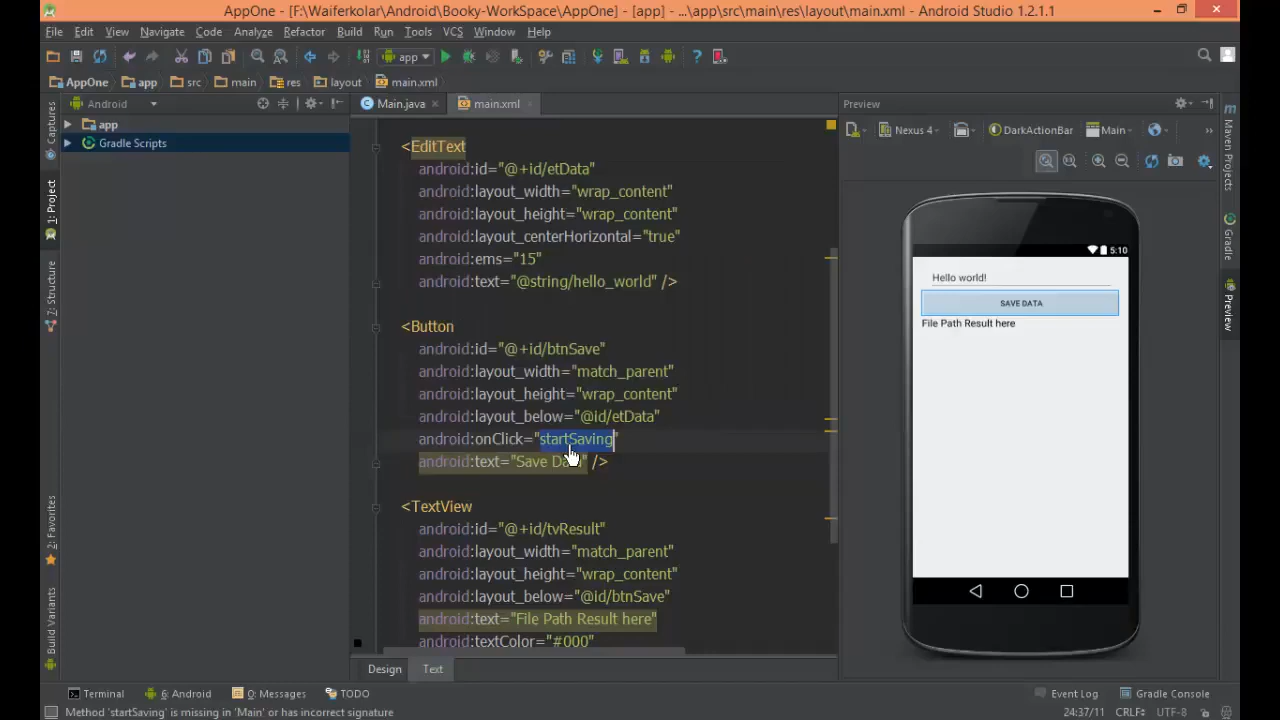 AppOne - [F:\Waiferkolar\Android\Booky-WorkSpace\AppOne] - [app] - ...\app\src\main\res\layout\main.xml - Android Studio 1.2.1.1
File Edit View Navigate Code Analyze Refactor Build Run Tools VCS Window Help
app
AppOne app src main res layout main.xml
Captures
1: Project
7: Structure
2: Favorites
Build Variants
Android
app
Gradle Scripts
Main.java main.xml
<EditText
android:id="@+id/etData"
android:layout_width="wrap_content"
android:layout_height="wrap_content"
android:layout_centerHorizontal="true"
android:ems="15"
android:text="@string/hello_world" />
<Button
android:id="@+id/btnSave"
android:layout_width="match_parent"
android:layout_height="wrap_content"
android:layout_below="@id/etData"
android:onClick="startSaving"
android:text="Save Data" />
<TextView
android:id="@+id/tvResult"
android:layout_width="match_parent"
android:layout_height="wrap_content"
android:layout_below="@id/btnSave"
android:text="File Path Result here"
android:textColor="#000"
Design Text
Preview
Nexus 4 DarkActionBar Main
5:10
Hello world!
SAVE DATA
File Path Result here
Maven Projects
Gradle
Preview
Terminal 6: Android 0: Messages TODO Event Log Gradle Console
Method 'startSaving' is missing in 'Main' or has incorrect signature 24:37/11 CRLF UTF-8